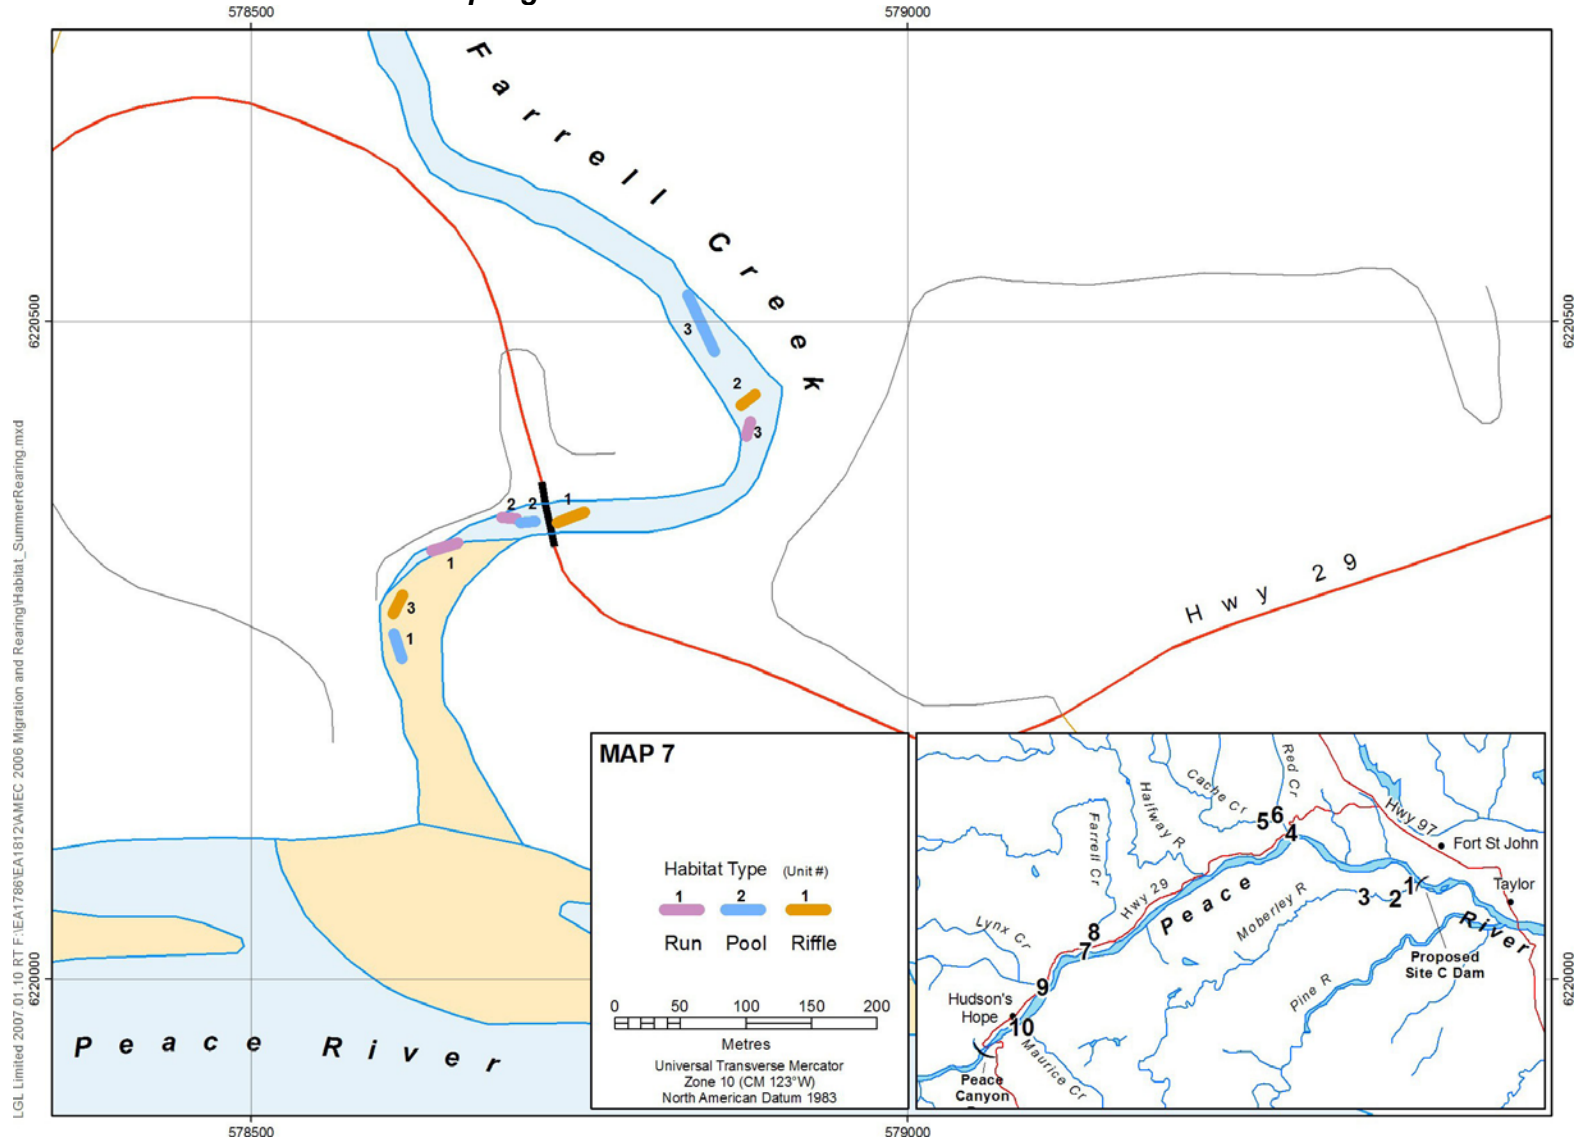 578500
579000
Farrell Creek
6220500
6220500
3
2
3
2
2
1
1
3
1
Hwy 29
LGL Limited 2007.01.10 RT F:\EA1786\EA1812\AMEC 2006 Migration and Rearing\Habitat_SummerRearing.mxd
MAP 7
Habitat Type (Unit #)
1 2 1
Run Pool Riffle
0 50 100 150 200
Metres
Universal Transverse Mercator
Zone 10 (CM 123°W)
North American Datum 1983
Peace River
6220000
6220000
578500
579000
Red Cr
Cache Cr
Halfway R
Farrell Cr
5
6
4
Hwy 97
Fort St John
Taylor
Hwy 29
Peace
River
Moberley R
3
2
1
8
7
Lynx Cr
Proposed
Site C Dam
Pine R
9
Hudson's
Hope
10
Maurice Cr
Peace
Canyon